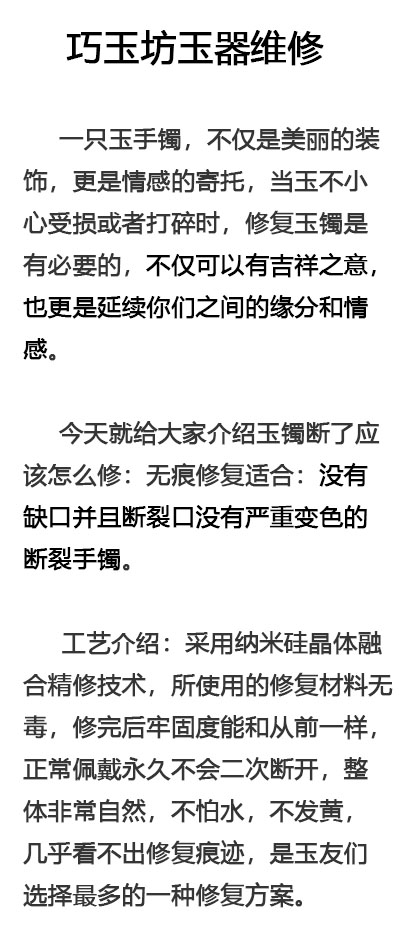 巧玉坊玉器维修
一只玉手镯，不仅是美丽的装
饰，更是情感的寄托，当玉不小
心受损或者打碎时，修复玉镯是
有必要的，不仅可以有吉祥之意，
也更是延续你们之间的缘分和情
感。
今天就给大家介绍玉镯断了应
该怎么修：无痕修复适合：没有
缺口并且断裂口没有严重变色的
断裂手镯。
工艺介绍：采用纳米硅晶体融
合精修技术，所使用的修复材料无
毒，修完后牢固度能和从前一样，
正常佩戴永久不会二次断开，整
体非常自然，不怕水，不发黄，
几乎看不出修复痕迹，是玉友们
选择最多的一种修复方案。